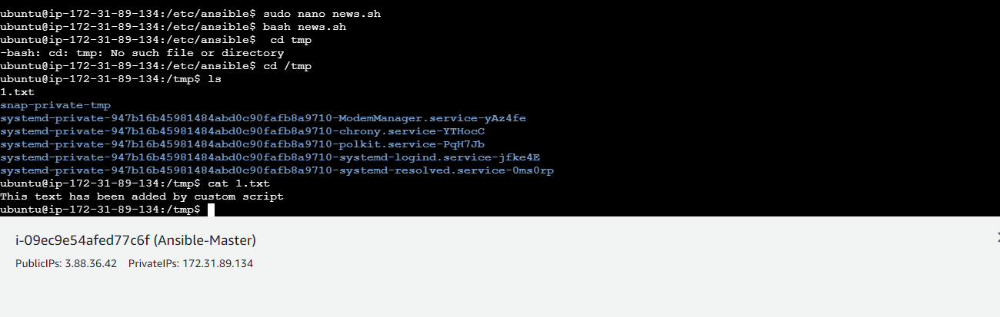 ubuntu@ip-172-31-89-134:/etc/ansible$ sudo nano news.sh
ubuntu@ip-172-31-89-134:/etc/ansible$ bash news.sh
ubuntu@ip-172-31-89-134:/etc/ansible$  cd tmp
-bash: cd: tmp: No such file or directory
ubuntu@ip-172-31-89-134:/etc/ansible$ cd /tmp
ubuntu@ip-172-31-89-134:/tmp$ ls
1.txt
snap-private-tmp
systemd-private-947b16b45981484abd0c90fafb8a9710-ModemManager.service-yAz4fe
systemd-private-947b16b45981484abd0c90fafb8a9710-chrony.service-YTHocC
systemd-private-947b16b45981484abd0c90fafb8a9710-polkit.service-PqH7Jb
systemd-private-947b16b45981484abd0c90fafb8a9710-systemd-logind.service-jfke4E
systemd-private-947b16b45981484abd0c90fafb8a9710-systemd-resolved.service-0ms0rp
ubuntu@ip-172-31-89-134:/tmp$ cat 1.txt
This text has been added by custom script
ubuntu@ip-172-31-89-134:/tmp$
i-09ec9e54afed77c6f (Ansible-Master)
PublicIPs: 3.88.36.42 PrivateIPs: 172.31.89.134